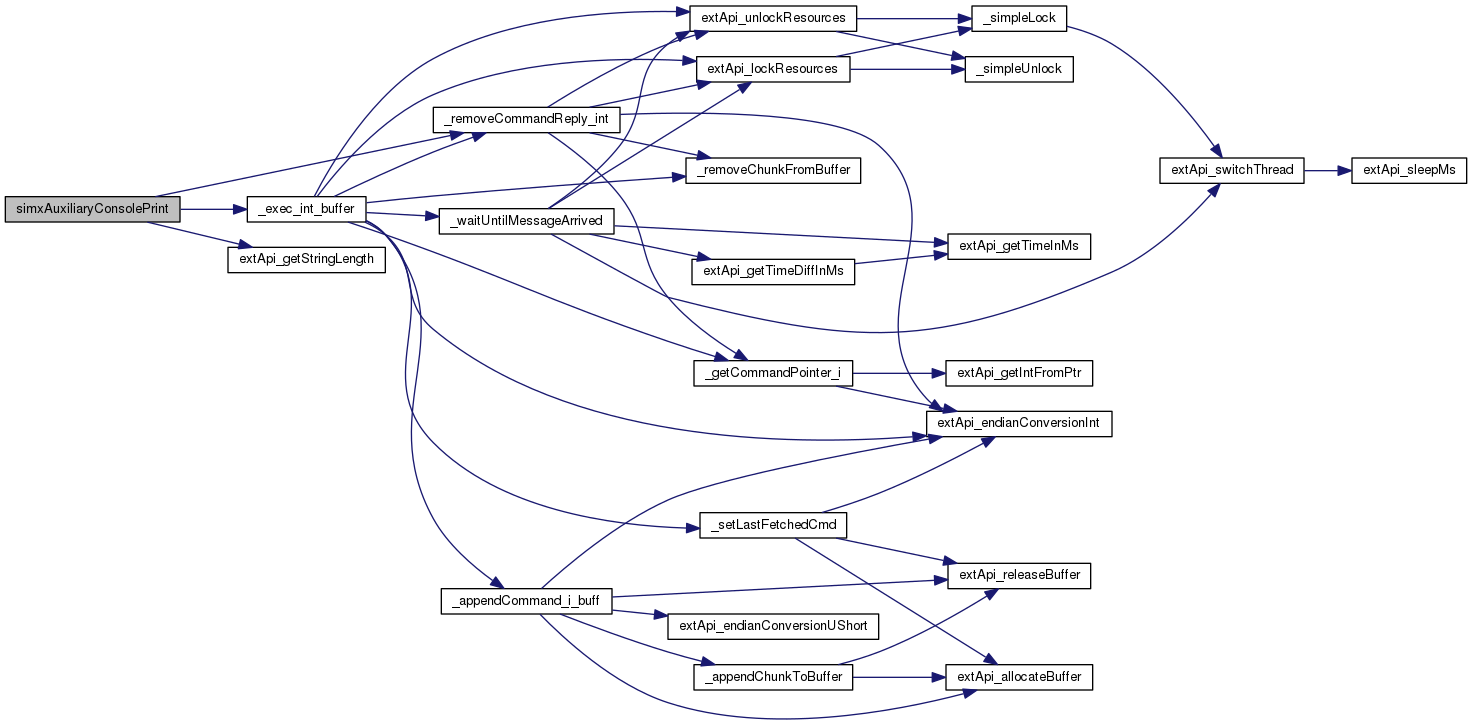 extApi_unlockResources
_simpleLock
extApi_lockResources
_simpleUnlock
_removeCommandReply_int
_removeChunkFromBuffer
extApi_switchThread
extApi_sleepMs
simxAuxiliaryConsolePrint
_exec_int_buffer
_waitUntilMessageArrived
extApi_getTimeInMs
extApi_getStringLength
extApi_getTimeDiffInMs
_getCommandPointer_i
extApi_getIntFromPtr
extApi_endianConversionInt
_setLastFetchedCmd
extApi_releaseBuffer
_appendCommand_i_buff
extApi_endianConversionUShort
_appendChunkToBuffer
extApi_allocateBuffer